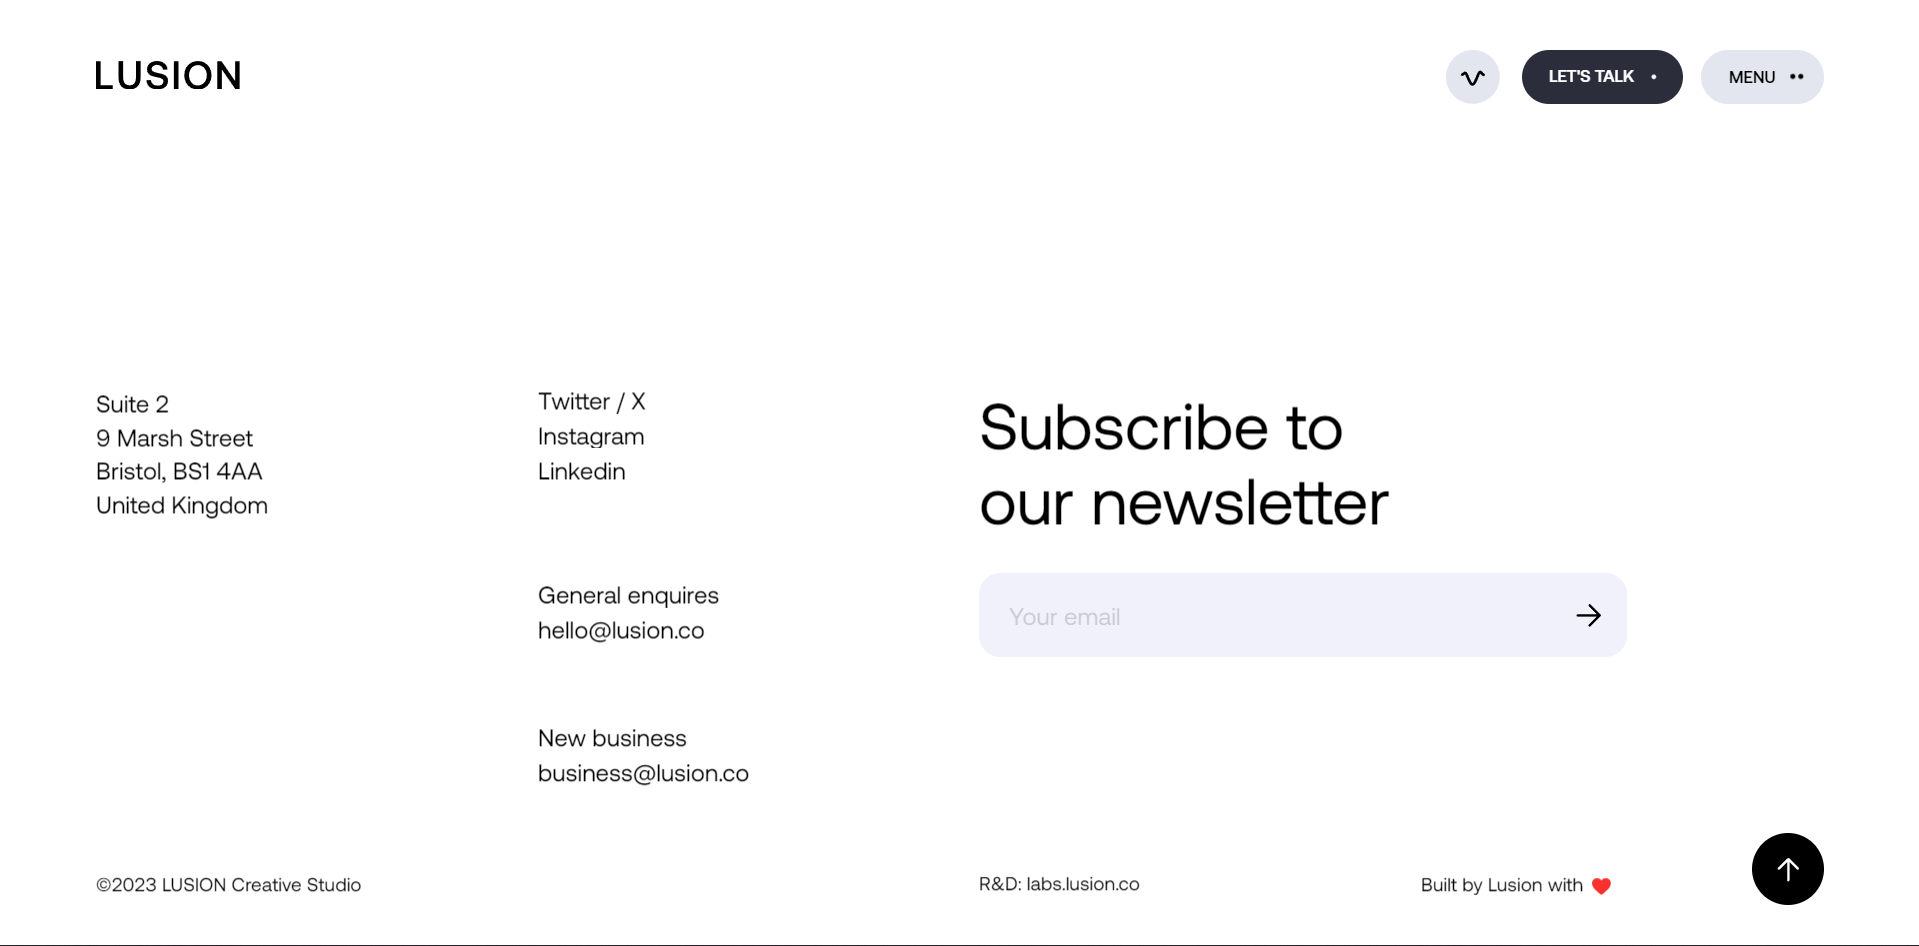 LUSION
LET'S TALK
MENU
Suite 2
9 Marsh Street
Bristol, BS1 4AA
United Kingdom
Twitter / X
Instagram
Linkedin
General enquires
hello@lusion.co
New business
business@lusion.co
Subscribe to
our newsletter
Your email
©2023 LUSION Creative Studio
R&D: labs.lusion.co
Built by Lusion with ❤️